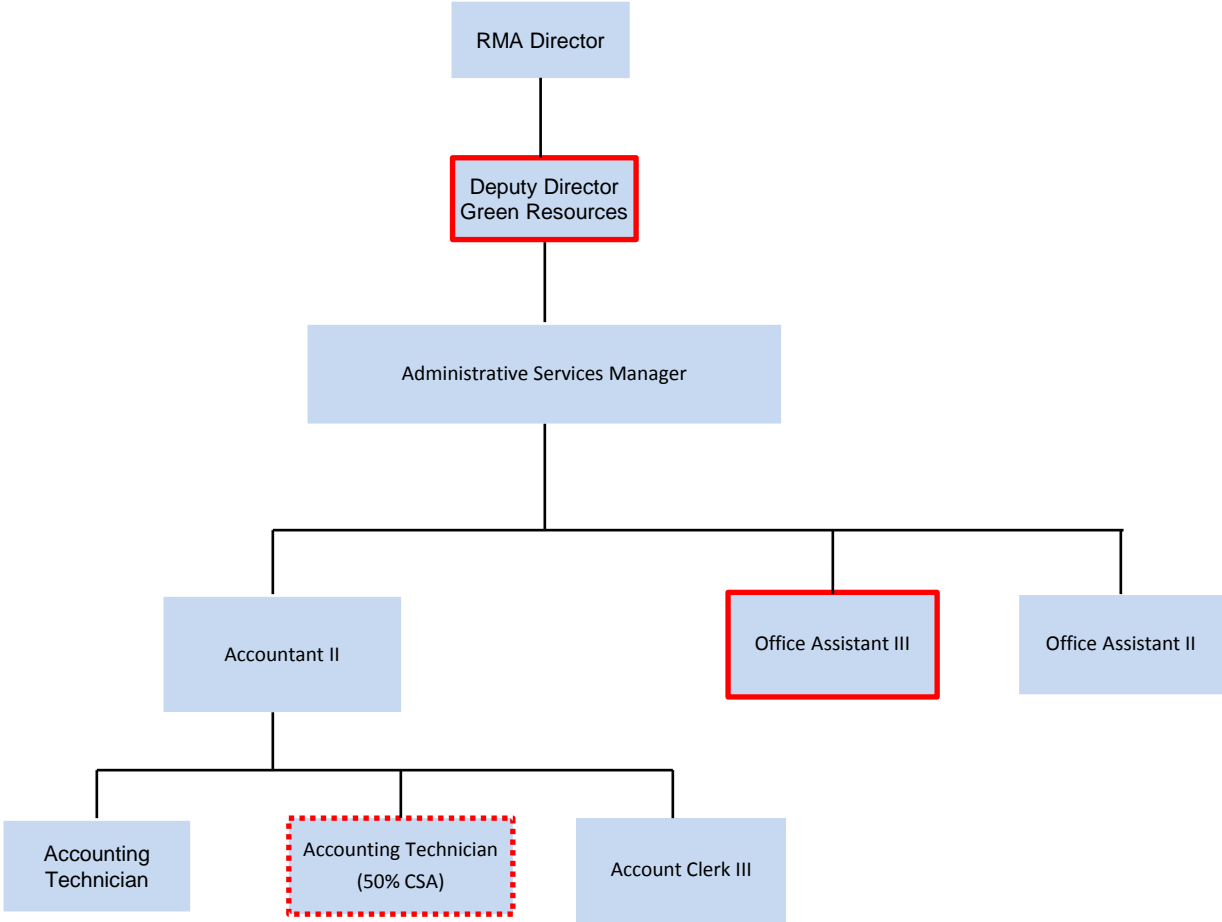 RMA Director
Deputy Director
Green Resources
Administrative Services Manager
Accountant II
Office Assistant III
Office Assistant II
Accounting
Technician
Accounting Technician
(50% CSA)
Account Clerk III